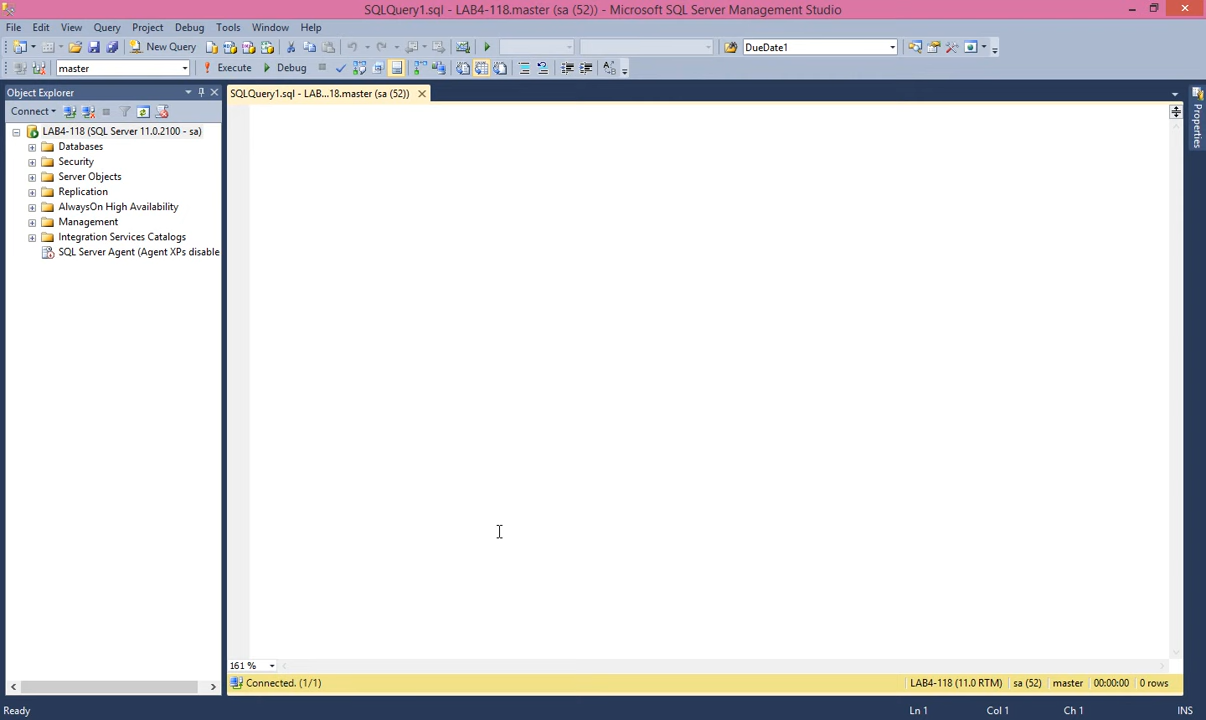 SQLQuery1.sql - LAB4-118.master (sa (52)) - Microsoft SQL Server Management Studio
File Edit View Query Project Debug Tools Window Help
New Query DueDate1
master Execute Debug
Object Explorer
SQLQuery1.sql - LAB...18.master (sa (52))
Connect
LAB4-118 (SQL Server 11.0.2100 - sa)
Databases
Security
Server Objects
Replication
AlwaysOn High Availability
Management
Integration Services Catalogs
SQL Server Agent (Agent XPs disable
Properties
161 %
Connected. (1/1) LAB4-118 (11.0 RTM) sa (52) master 00:00:00 0 rows
Ready Ln 1 Col 1 Ch 1 INS